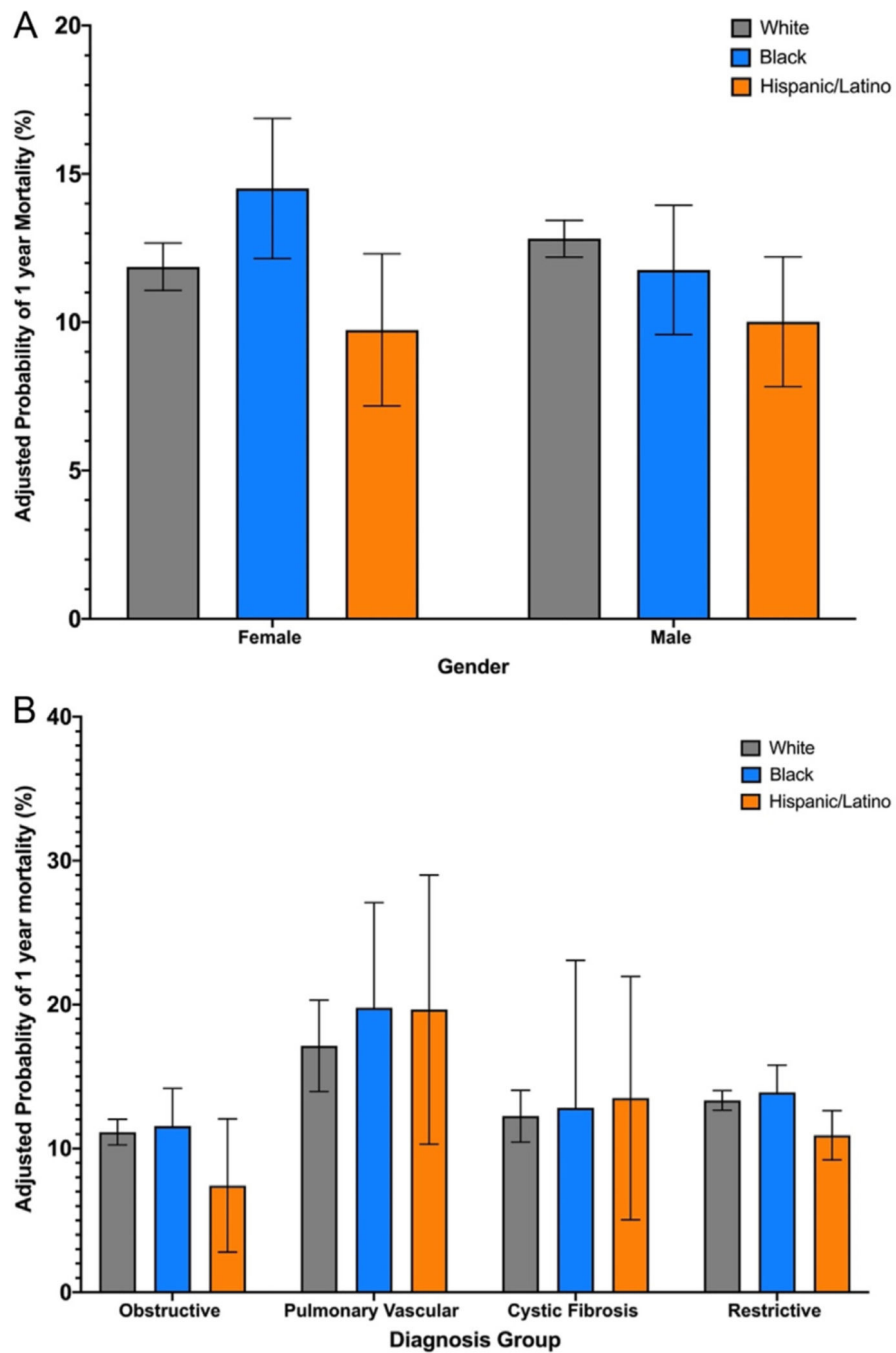 A
Adjusted Probability of 1 year Mortality (%)
20
15
10
5
0
White
Black
Hispanic/Latino
Female
Male
Gender
B
Adjusted Probablity of 1 year mortality (%)
40
30
20
10
0
White
Black
Hispanic/Latino
Obstructive
Pulmonary Vascular
Cystic Fibrosis
Restrictive
Diagnosis Group